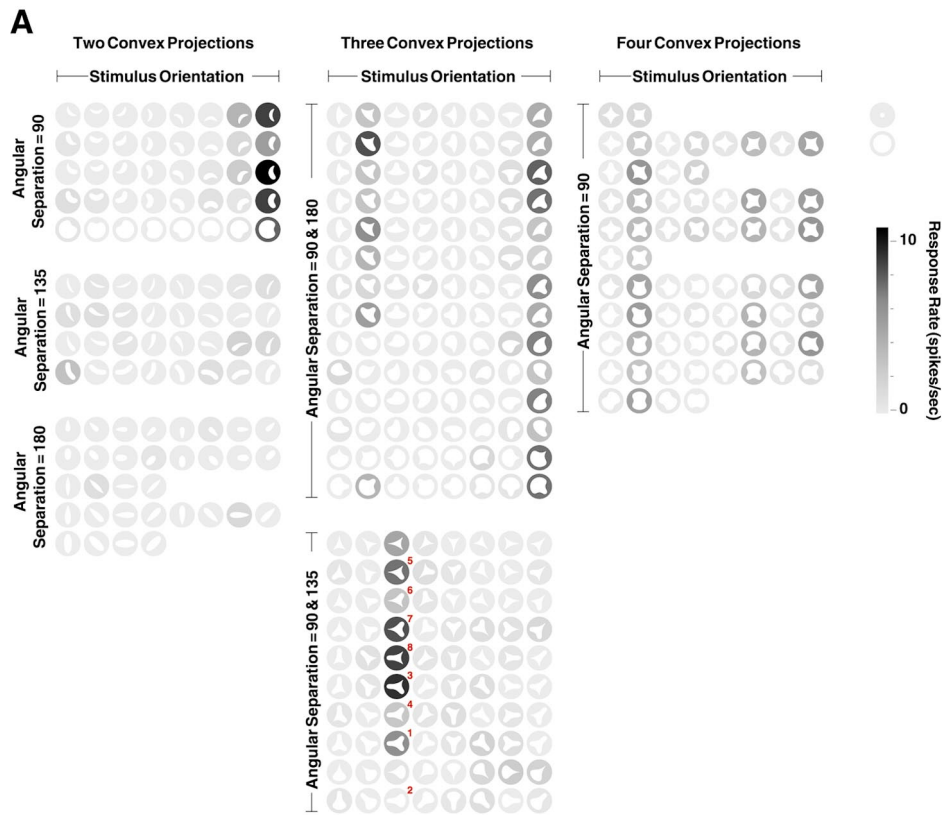 A
Two Convex Projections
Three Convex Projections
Four Convex Projections
Stimulus Orientation
Stimulus Orientation
Stimulus Orientation
Angular
Separation = 90
Angular
Separation = 135
Angular
Separation = 180
Angular Separation = 90 & 180
Angular Separation = 90 & 135
5
6
7
8
3
4
1
2
Angular Separation = 90
10
0
Response Rate (spikes/sec)